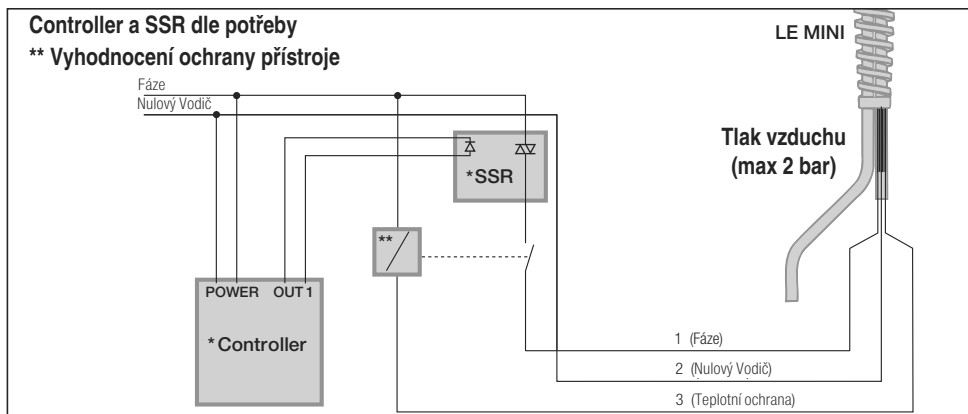 Controller a SSR dle potřeby
** Vyhodnocení ochrany přístroje
LE MINI
Fáze
Nulový Vodič
Tlak vzduchu
(max 2 bar)
*SSR
**
POWER OUT 1
*Controller
1 (Fáze)
2 (Nulový Vodič)
3 (Teplotní ochrana)